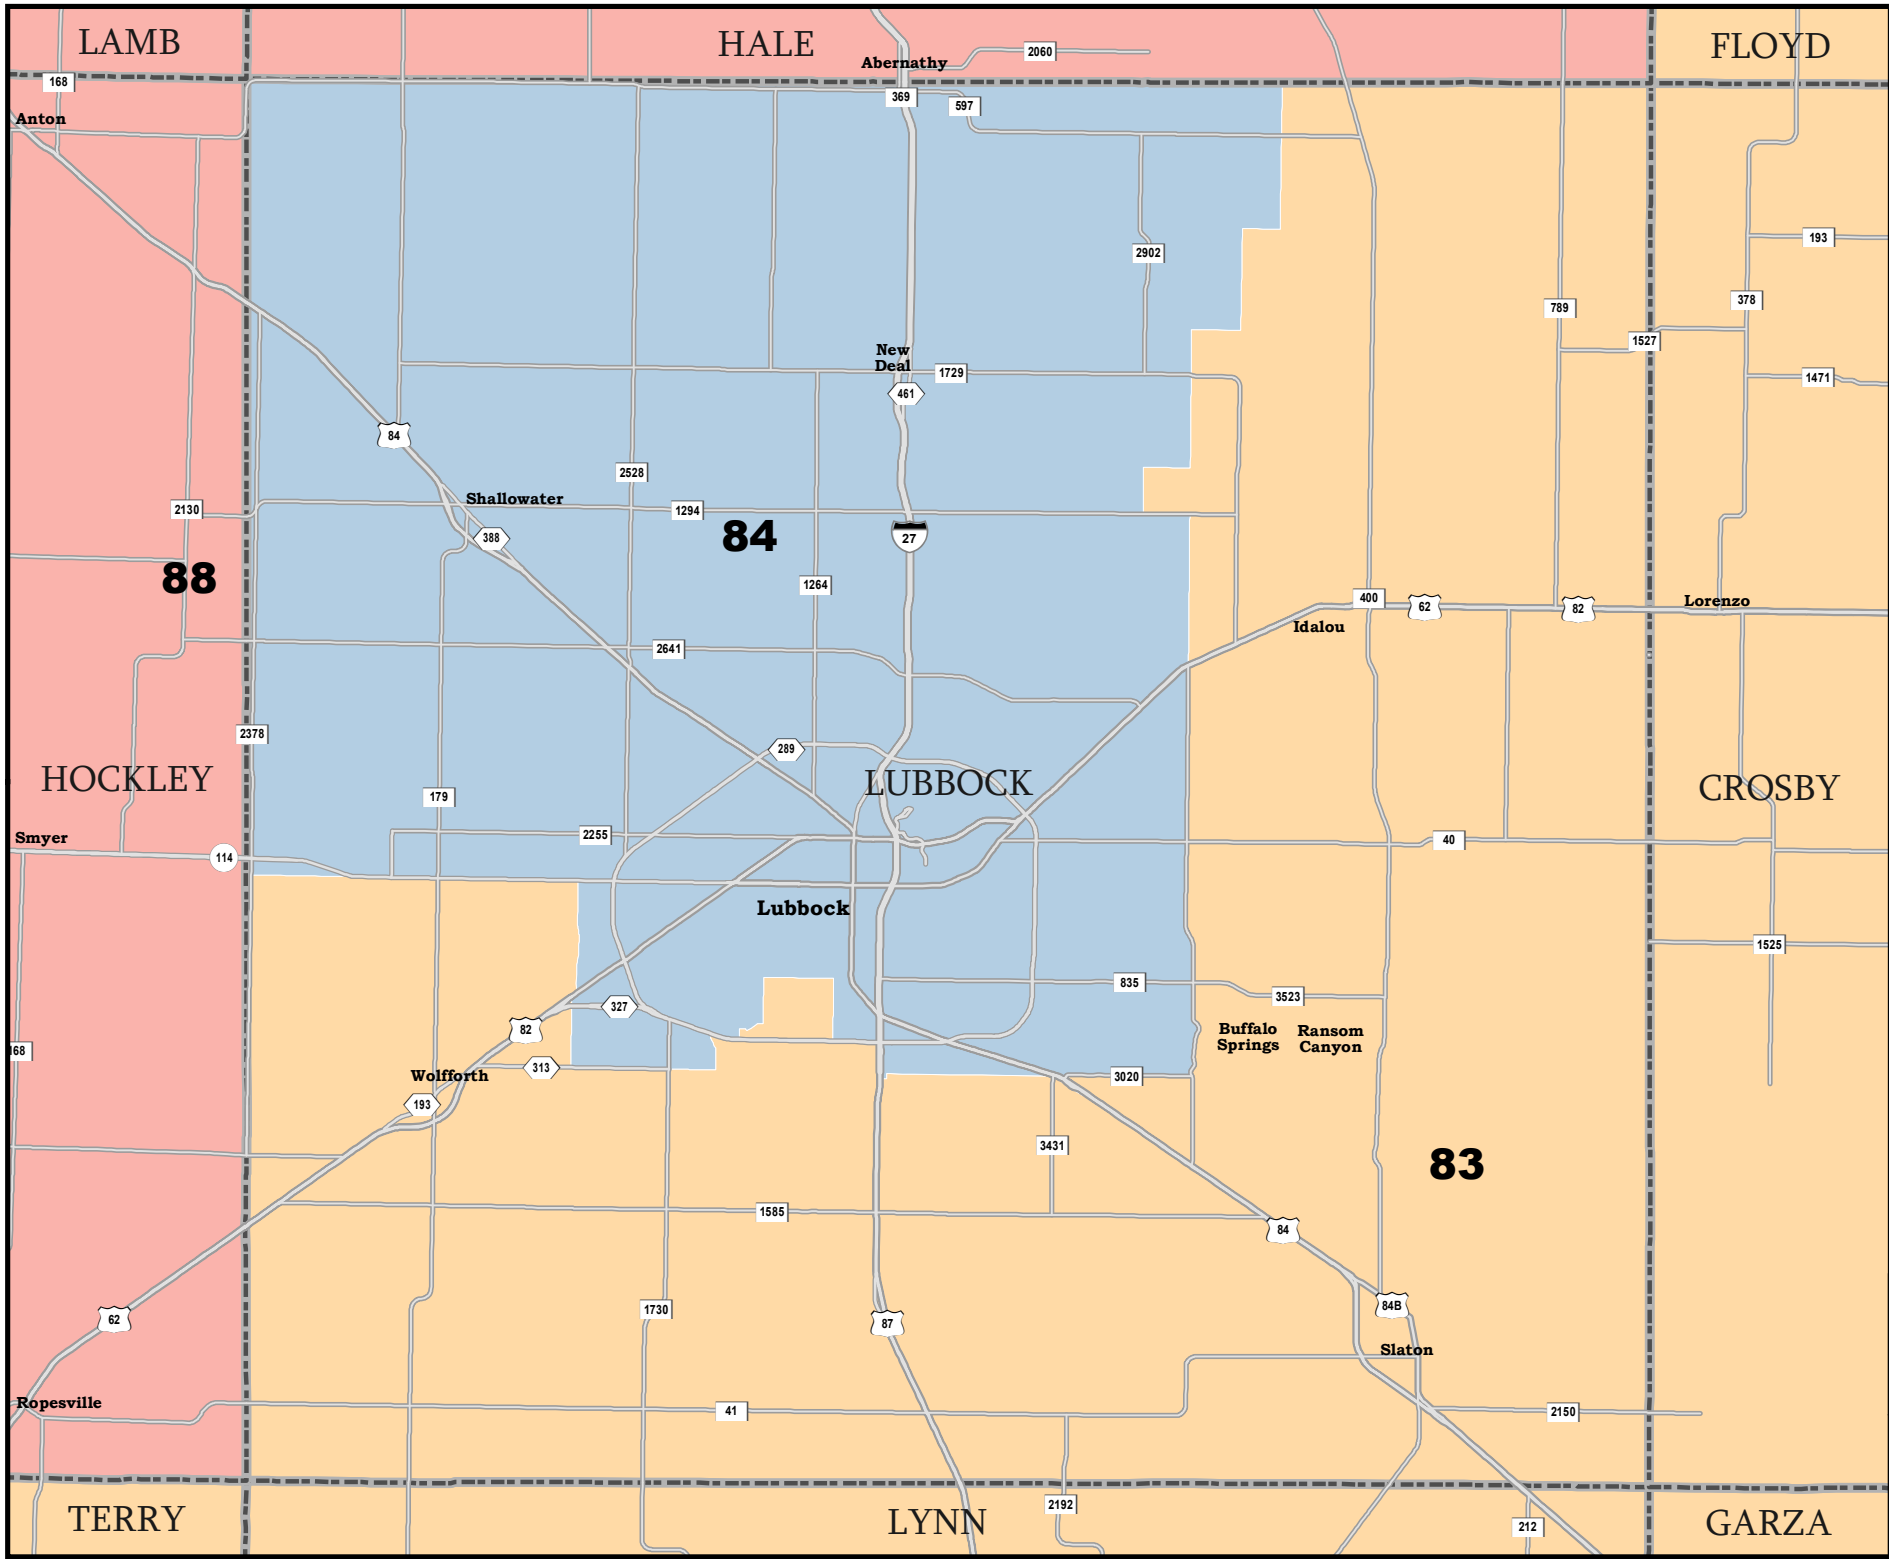 LAMB
HALE
FLOYD
2060
Abernathy
168
369
597
Anton
193
2902
378
789
1527
New
Deal
1729
1471
461
84
2528
Shallowater
2130
1294
84
388
27
88
1264
400
62
82
Lorenzo
Idalou
2641
2378
289
HOCKLEY
LUBBOCK
CROSBY
179
2255
Smyer
40
114
Lubbock
1525
835
3523
327
82
Buffalo
Springs
Ransom
Canyon
168
313
Wolfforth
3020
193
3431
83
1585
84
84B
1730
62
87
Slaton
Ropesville
41
2150
2192
TERRY
LYNN
212
GARZA